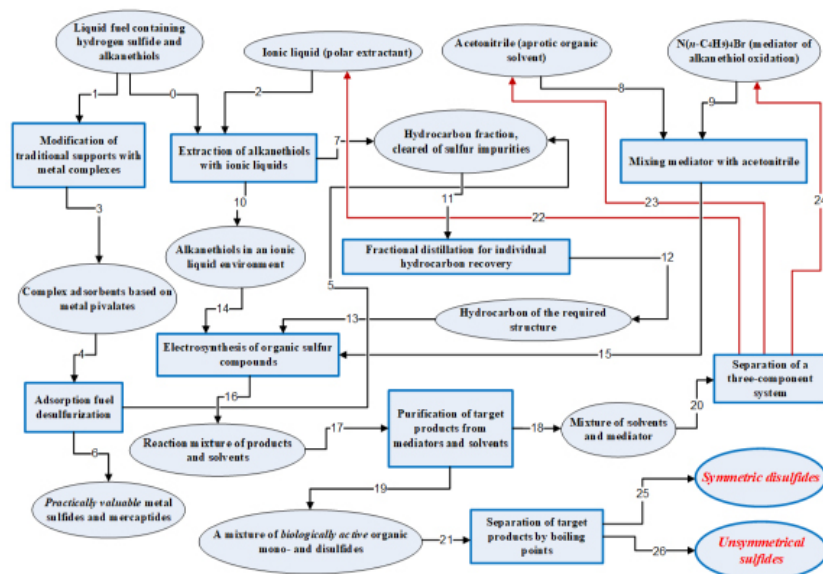 Liquid fuel containing
hydrogen sulfide and
alkanethiols
Ionic liquid (polar extractant)
Acetonitrile (aprotic organic
solvent)
N(n-C4H9)4Br (mediator of
alkanethiol oxidation)
1
0
2
8
9
Modification of
traditional supports with
metal complexes
Extraction of alkanethiols
with ionic liquids
7
Hydrocarbon fraction,
cleared of sulfur impurities
Mixing mediator with acetonitrile
3
10
11
22
23
24
Alkanethiols in an ionic
liquid environment
Fractional distillation for individual
hydrocarbon recovery
12
Complex adsorbents based on
metal pivalates
5
14
13
Hydrocarbon of the required
structure
4
Electrosynthesis of organic sulfur
compounds
15
Separation of a
three-component
system
16
Adsorption fuel
desulfurization
Purification of target
products from
mediators and solvents
20
Reaction mixture of products
and solvents
17
18
Mixture of solvents
and mediator
6
19
Practically valuable metal
sulfides and mercaptides
25
Symmetric disulfides
A mixture of biologically active organic
mono- and disulfides
21
Separation of target
products by boiling
points
26
Unsymmetrical
sulfides